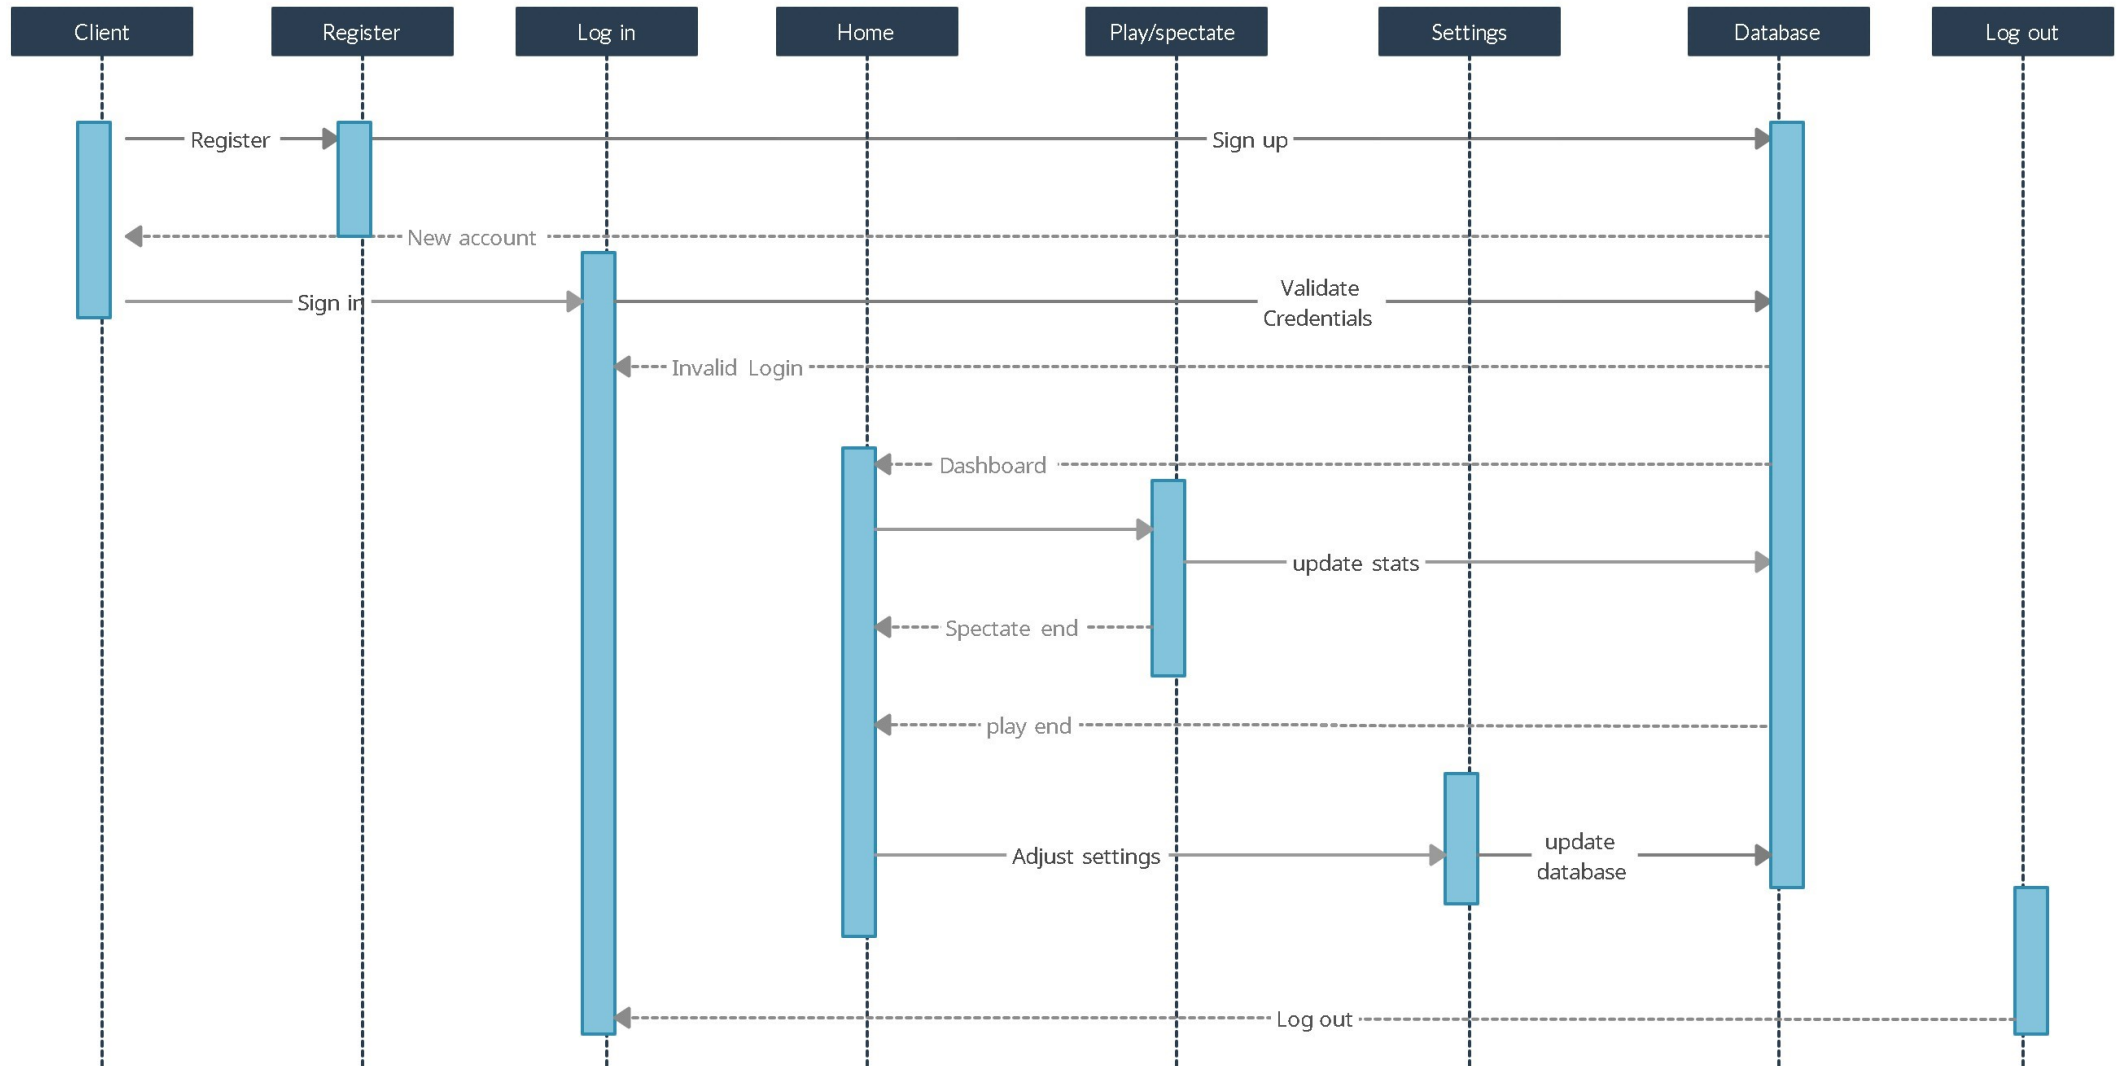 Client
Register
Log in
Home
Play/spectate
Settings
Database
Log out
Register
Sign up
New account
Sign in
Validate
Credentials
Invalid Login
Dashboard
update stats
Spectate end
play end
Adjust settings
update
database
Log out